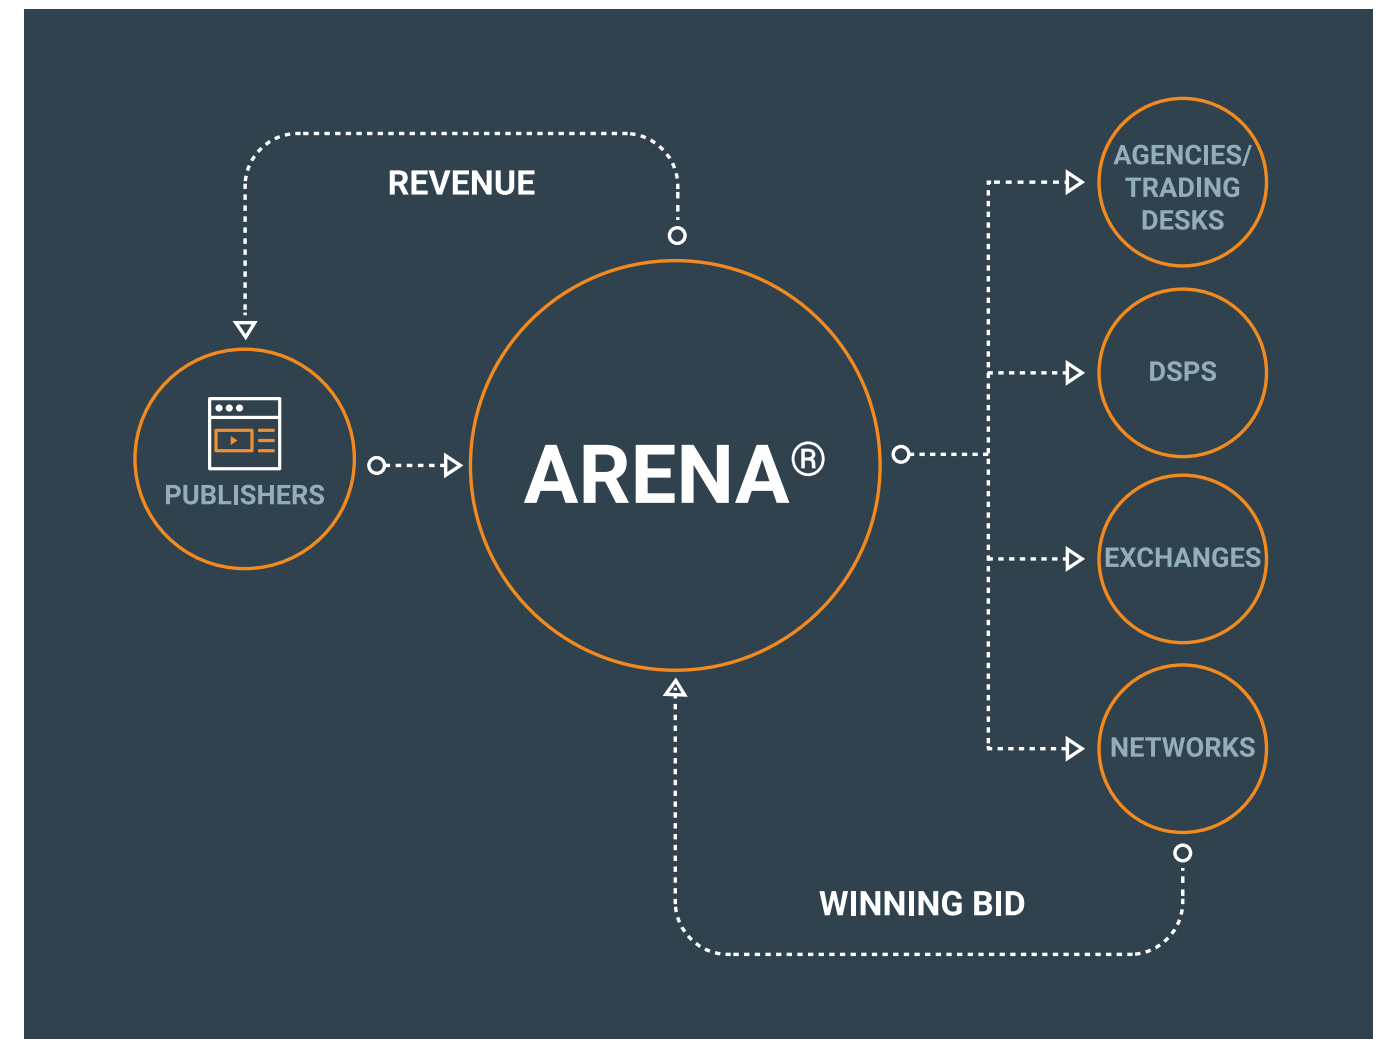 REVENUE
PUBLISHERS
ARENA®
AGENCIES/
TRADING
DESKS
DSPS
EXCHANGES
NETWORKS
WINNING BID